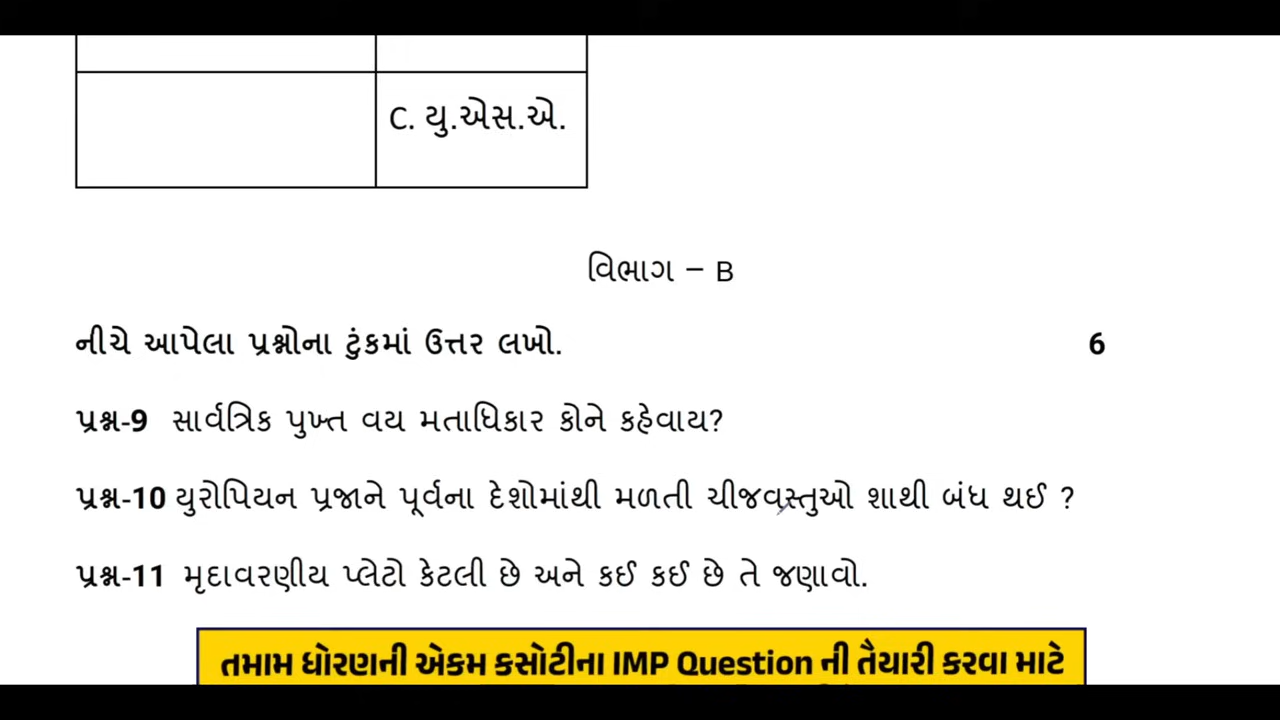 C. યુ.એસ.એ.
વિભાગ – B
નીચે આપેલા પ્રશ્નોના ટુંકમાં ઉત્તર લખો. 6
પ્રશ્ન-9 સાર્વત્રિક પુખ્ત વય મતાધિકાર કોને કહેવાય?
પ્રશ્ન-10 યુરોપિયન પ્રજાને પૂર્વના દેશોમાંથી મળતી ચીજવસ્તુઓ શાથી બંધ થઈ ?
પ્રશ્ન-11 મૃદાવરણીય પ્લેટો કેટલી છે અને કઈ કઈ છે તે જણાવો.
તમામ ધોરણની એકમ કસોટીના IMP Question ની તૈયારી કરવા માટે